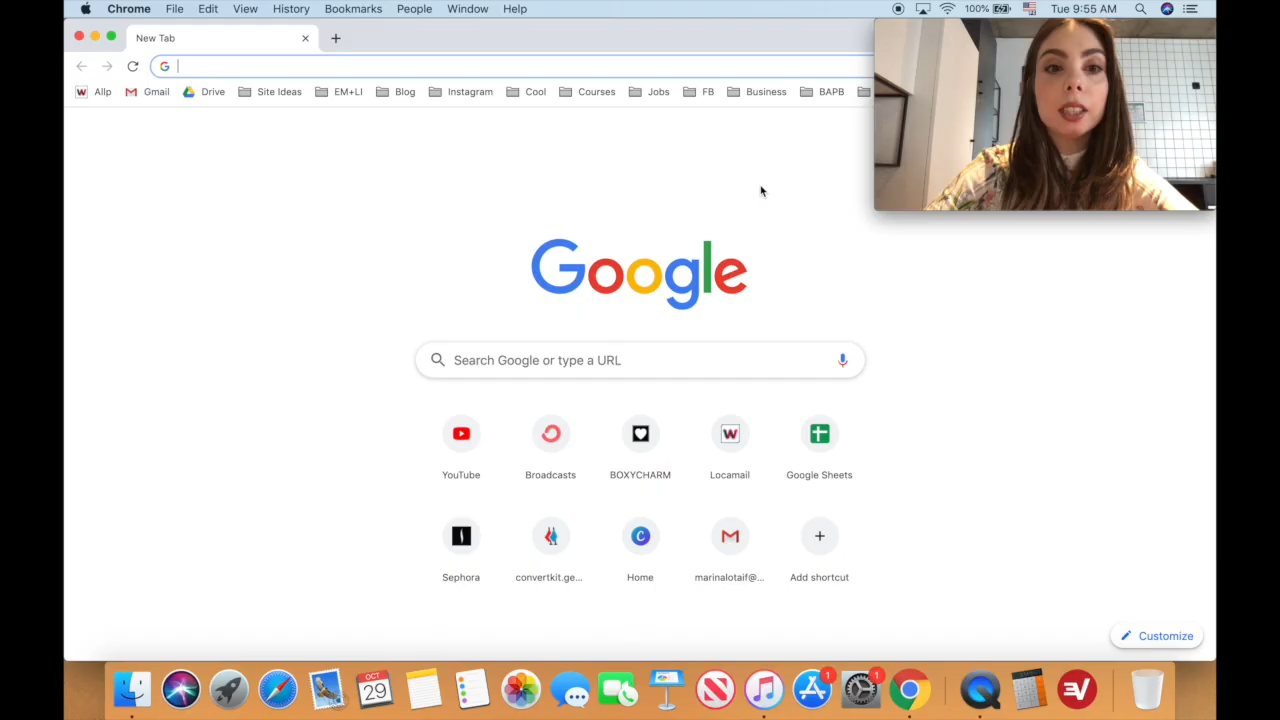 Chrome File Edit View History Bookmarks People Window Help 100% Tue 9:55 AM
New Tab
Allp Gmail Drive Site Ideas EM+LI Blog Instagram Cool Courses Jobs FB Business BAPB
Google
Search Google or type a URL
YouTube Broadcasts BOXYCHARM Locamail Google Sheets
Sephora convertkit.ge... Home marinalotaif@... Add shortcut
Customize
OCT
29
1
1